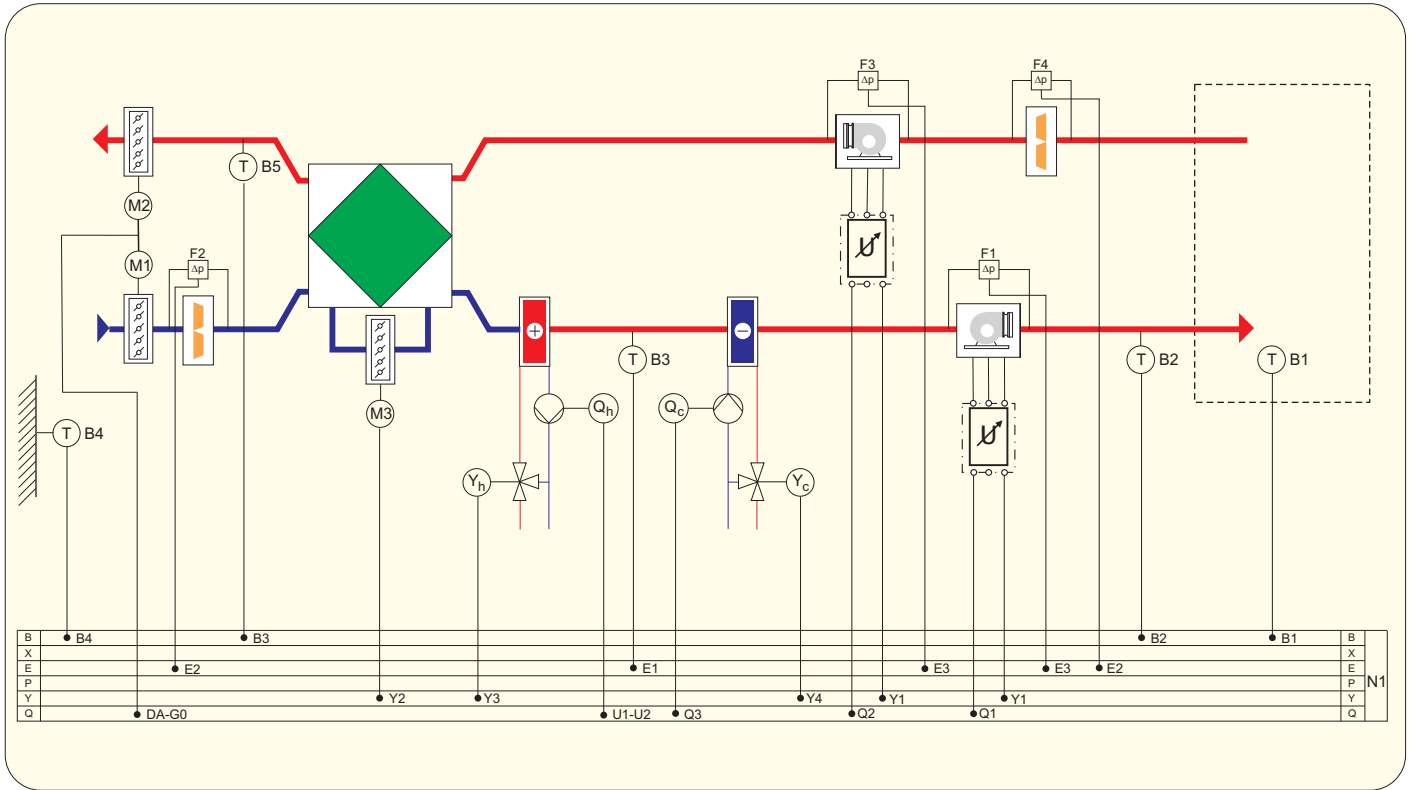 F3
F4
Δp
Δp
T
B5
M2
M1
F2
Δp
U
F1
Δp
+
−
T
B3
T
B2
T
B1
M3
Qh
Qc
U
T
B4
Yh
Yc
B
B4
B3
B2
B1
B
X
X
E
E2
E1
E3
E3
E2
E
P
P
N1
Y
Y2
Y3
Y4
Y1
Y1
Y
Q
DA-G0
U1-U2
Q3
Q2
Q1
Q